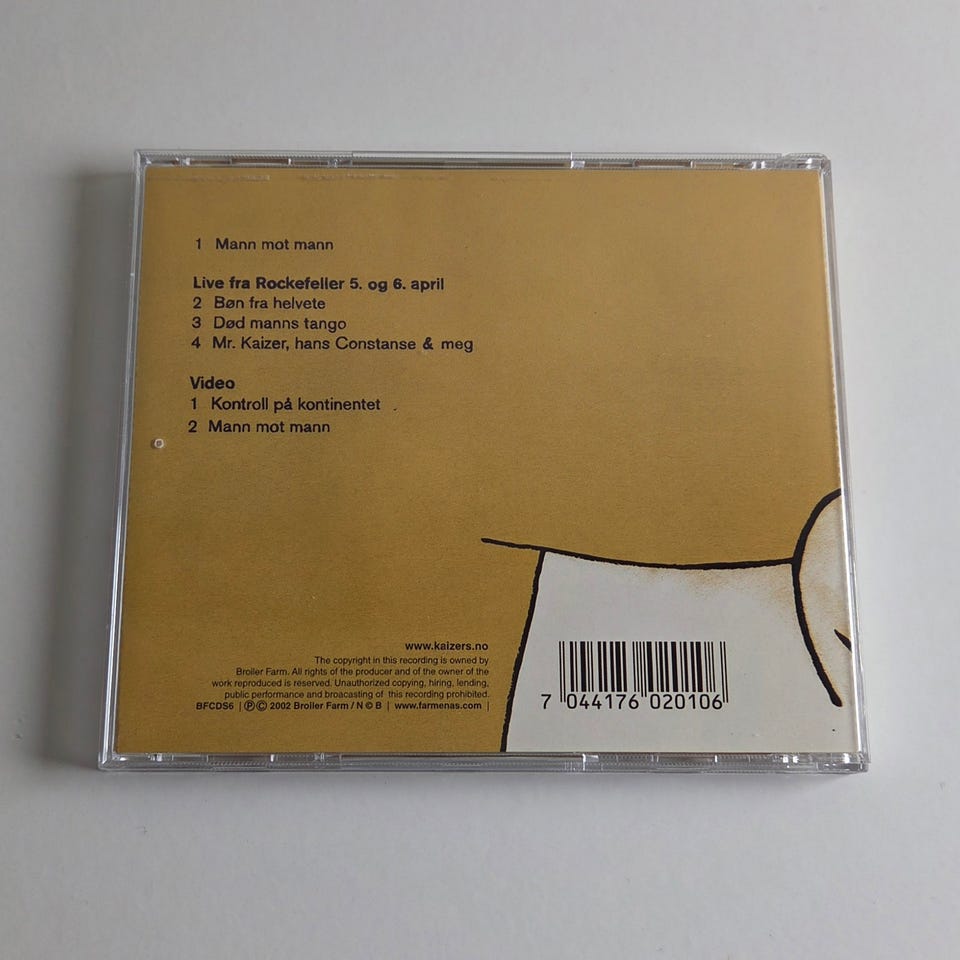 1 Mann mot mann
Live fra Rockefeller 5. og 6. april
2 Bøn fra helvete
3 Død manns tango
4 Mr. Kaizer, hans Constanse & meg
Video
1 Kontroll på kontinentet
2 Mann mot mann
www.kaizers.no
The copyright in this recording is owned by
Broiler Farm. All rights of the producer and of the owner of the
work reproduced is reserved. Unauthorized copying, hiring, lending,
public performance and broacasting of this recording prohibited.
BFCDS6 | ℗ © 2002 Broiler Farm / N © B | www.farmenas.com |
7 044176 020106